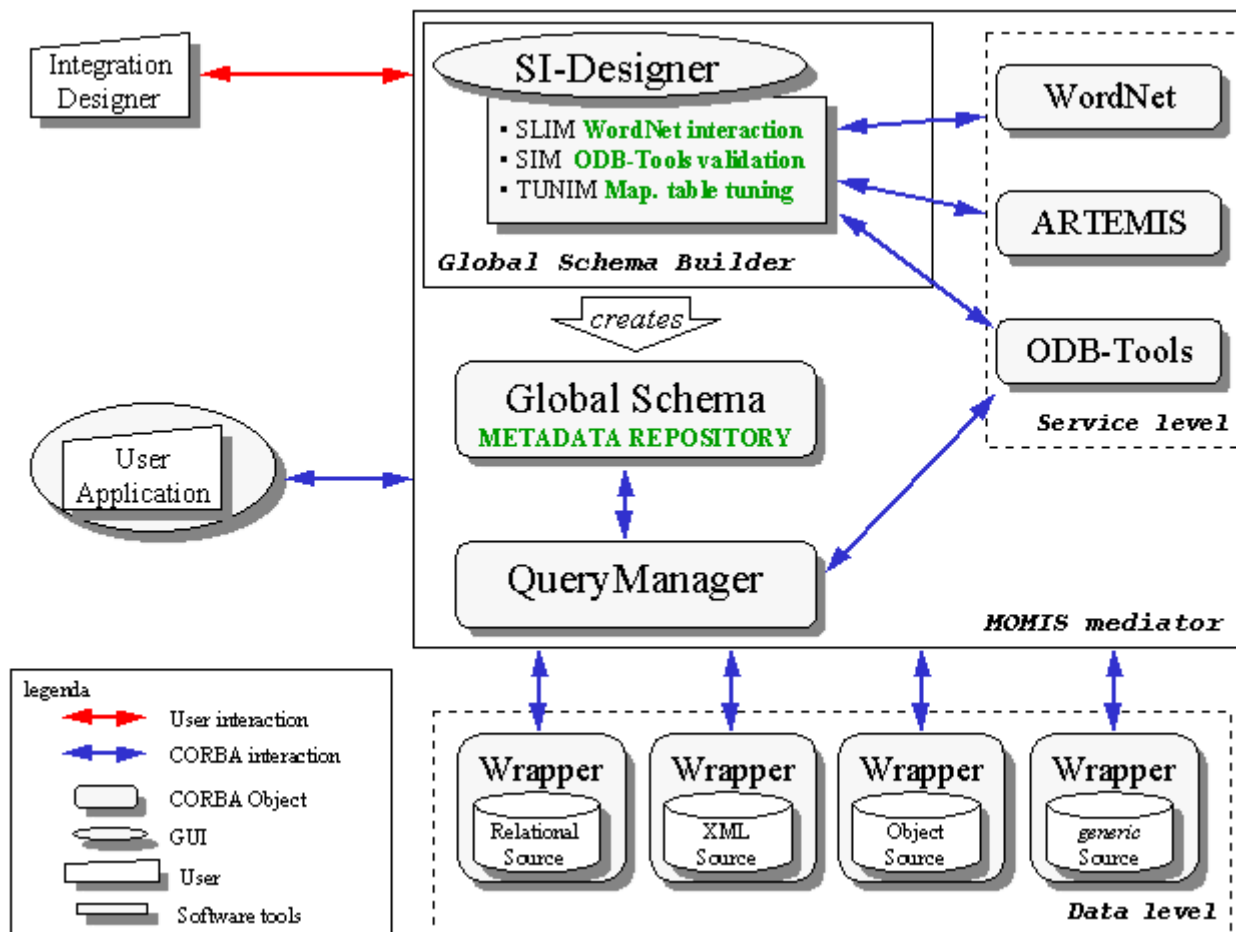 Integration
Designer
SI-Designer
▪ SLIM WordNet interaction
▪ SIM ODB-Tools validation
▪ TUNIM Map. table tuning
Global Schema Builder
WordNet
ARTEMIS
ODB-Tools
Service level
creates
Global Schema
METADATA REPOSITORY
User
Application
QueryManager
MOMIS mediator
legenda
User interaction
CORBA interaction
CORBA Object
GUI
User
Software tools
Wrapper
Relational
Source
Wrapper
XML
Source
Wrapper
Object
Source
Wrapper
generic
Source
Data level